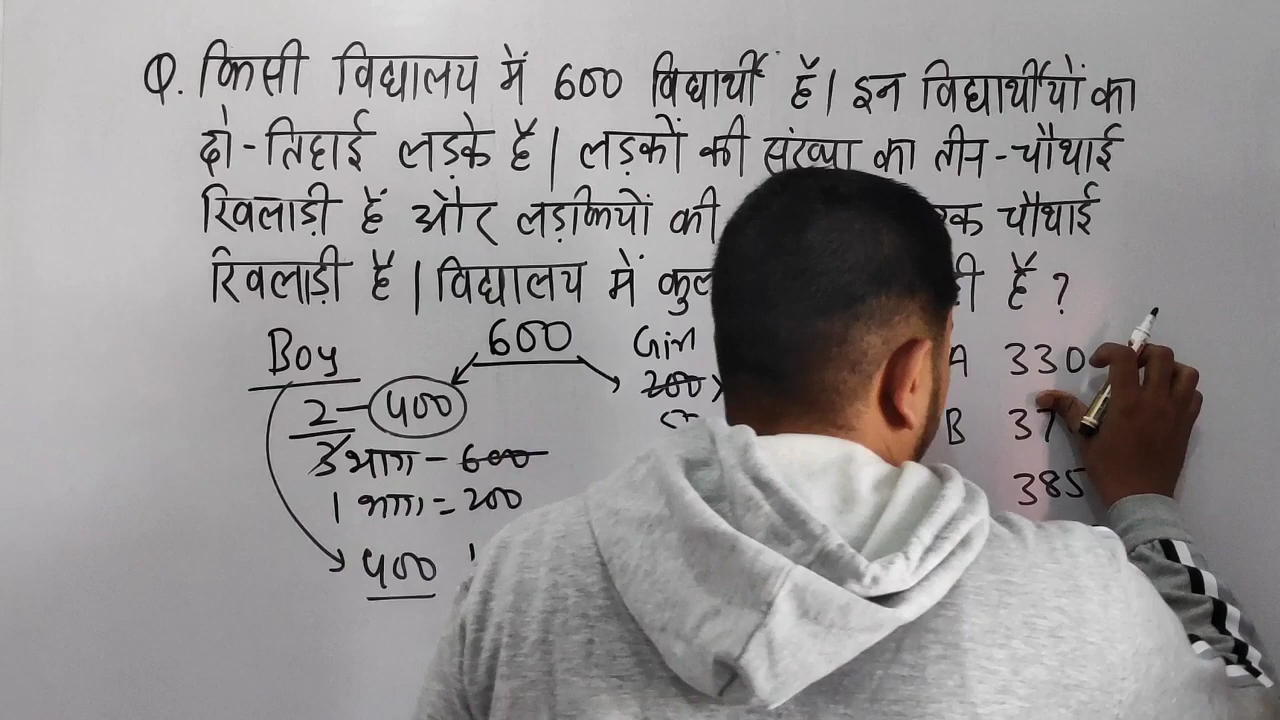 Q. किसी विद्यालय में 600 विद्यार्थी हैं। इन विद्यार्थीयों का
दो-तिहाई लड़के हैं। लड़कों की संख्या का तीन-चौथाई
खिलाड़ी हैं और लड़कियों की चौथाई
खिलाड़ी हैं। विद्यालय में कुल हैं ?
Boy
600
Girl
2 - 400
200
3 भाग - 600
1 भाग = 200
400
A 330
B 37
385